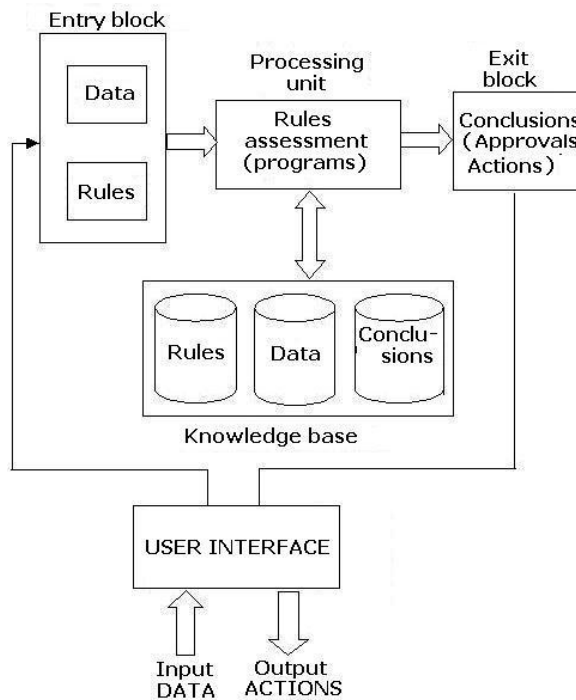 Entry block
Data
Rules
Processing
unit
Rules
assessment
(programs)
Exit
block
Conclusions
(Approvals
Actions)
Rules
Data
Conclu-
sions
Knowledge base
USER INTERFACE
Input
DATA
Output
ACTIONS